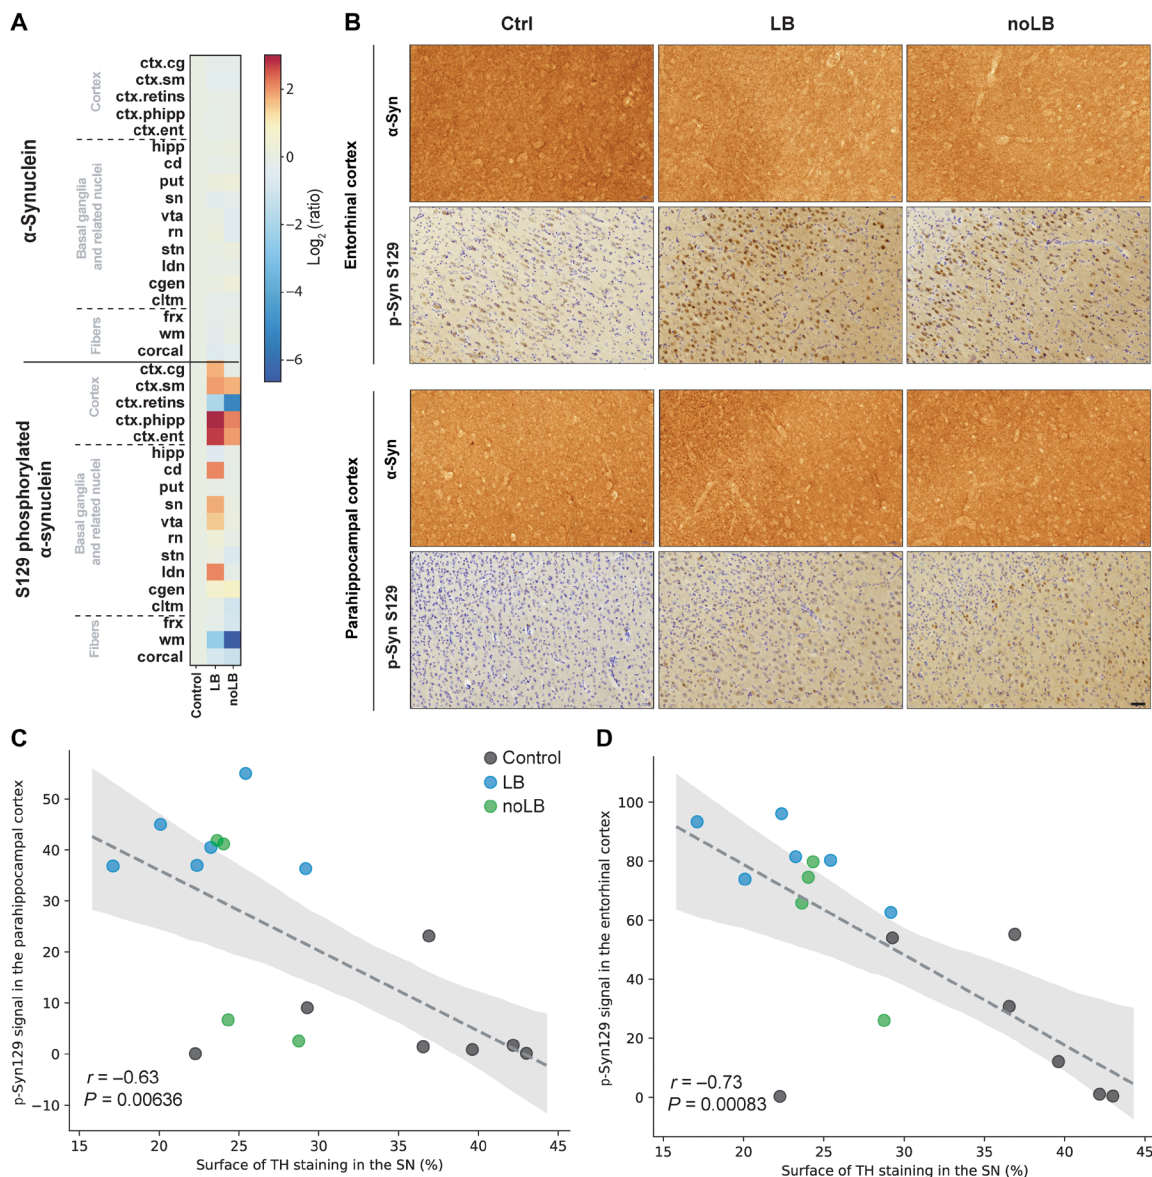 A
α-Synuclein
Cortex
ctx.cg
ctx.sm
ctx.retins
ctx.phipp
ctx.ent
Basal ganglia
and related nuclei
hipp
cd
put
sn
vta
rn
stn
ldn
cgen
cltm
Fibers
frx
wm
corcal
S129 phosphorylated
α-synuclein
Cortex
ctx.cg
ctx.sm
ctx.retins
ctx.phipp
ctx.ent
Basal ganglia
and related nuclei
hipp
cd
put
sn
vta
rn
stn
ldn
cgen
cltm
Fibers
frx
wm
corcal
Control
LB
noLB
2
0
−2
−4
−6
Log2 (ratio)
B
Ctrl
LB
noLB
Entorhinal cortex
α-Syn
p-Syn S129
Parahippocampal cortex
α-Syn
p-Syn S129
C
Control
LB
noLB
p-Syn129 signal in the parahippocampal cortex
50
40
30
20
10
0
−10
r = −0.63
P = 0.00636
15 20 25 30 35 40 45
Surface of TH staining in the SN (%)
D
p-Syn129 signal in the entorhinal cortex
100
80
60
40
20
0
r = −0.73
P = 0.00083
15 20 25 30 35 40 45
Surface of TH staining in the SN (%)